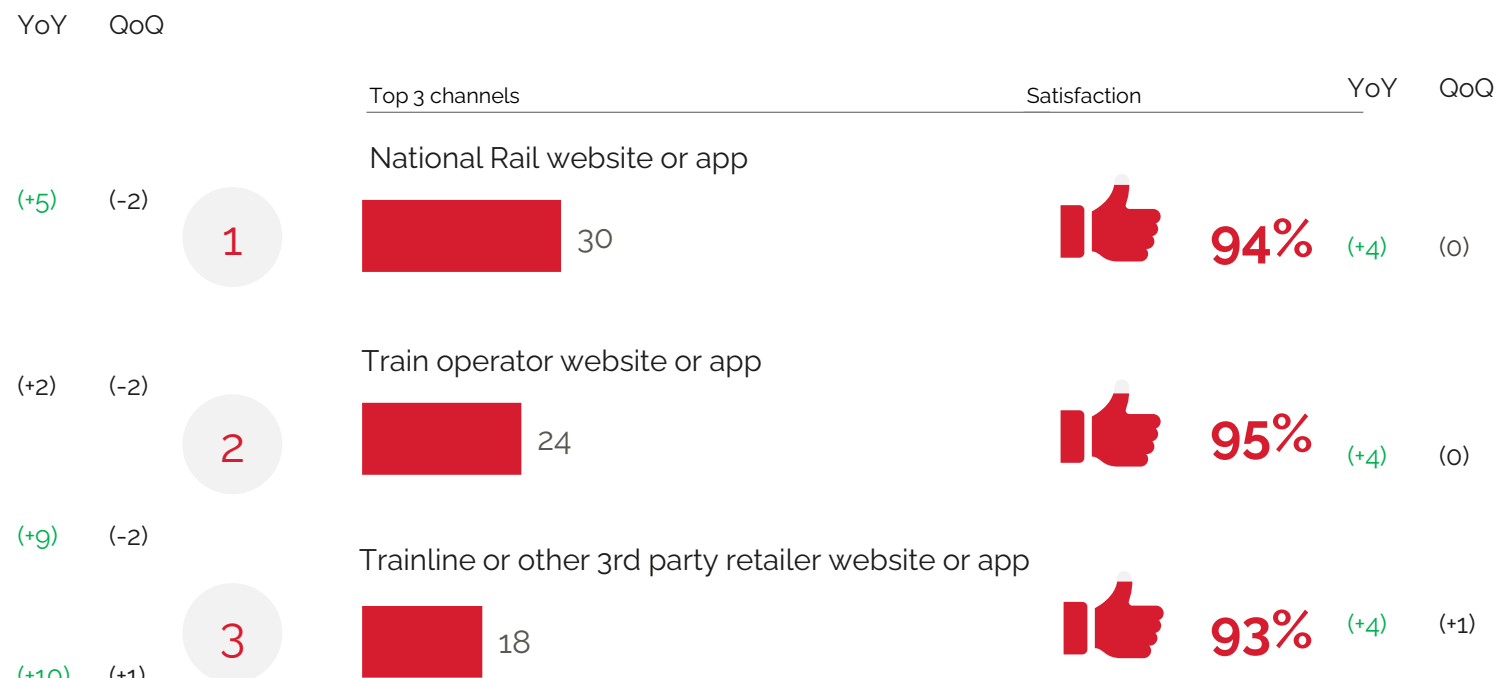 YoY QoQ
Top 3 channels Satisfaction YoY QoQ
National Rail website or app
(+5) (-2) 1 30 94% (+4) (0)
Train operator website or app
(+2) (-2) 2 24 95% (+4) (0)
(+9) (-2)
Trainline or other 3rd party retailer website or app
3 18 93% (+4) (+1)
(+10) (+1)